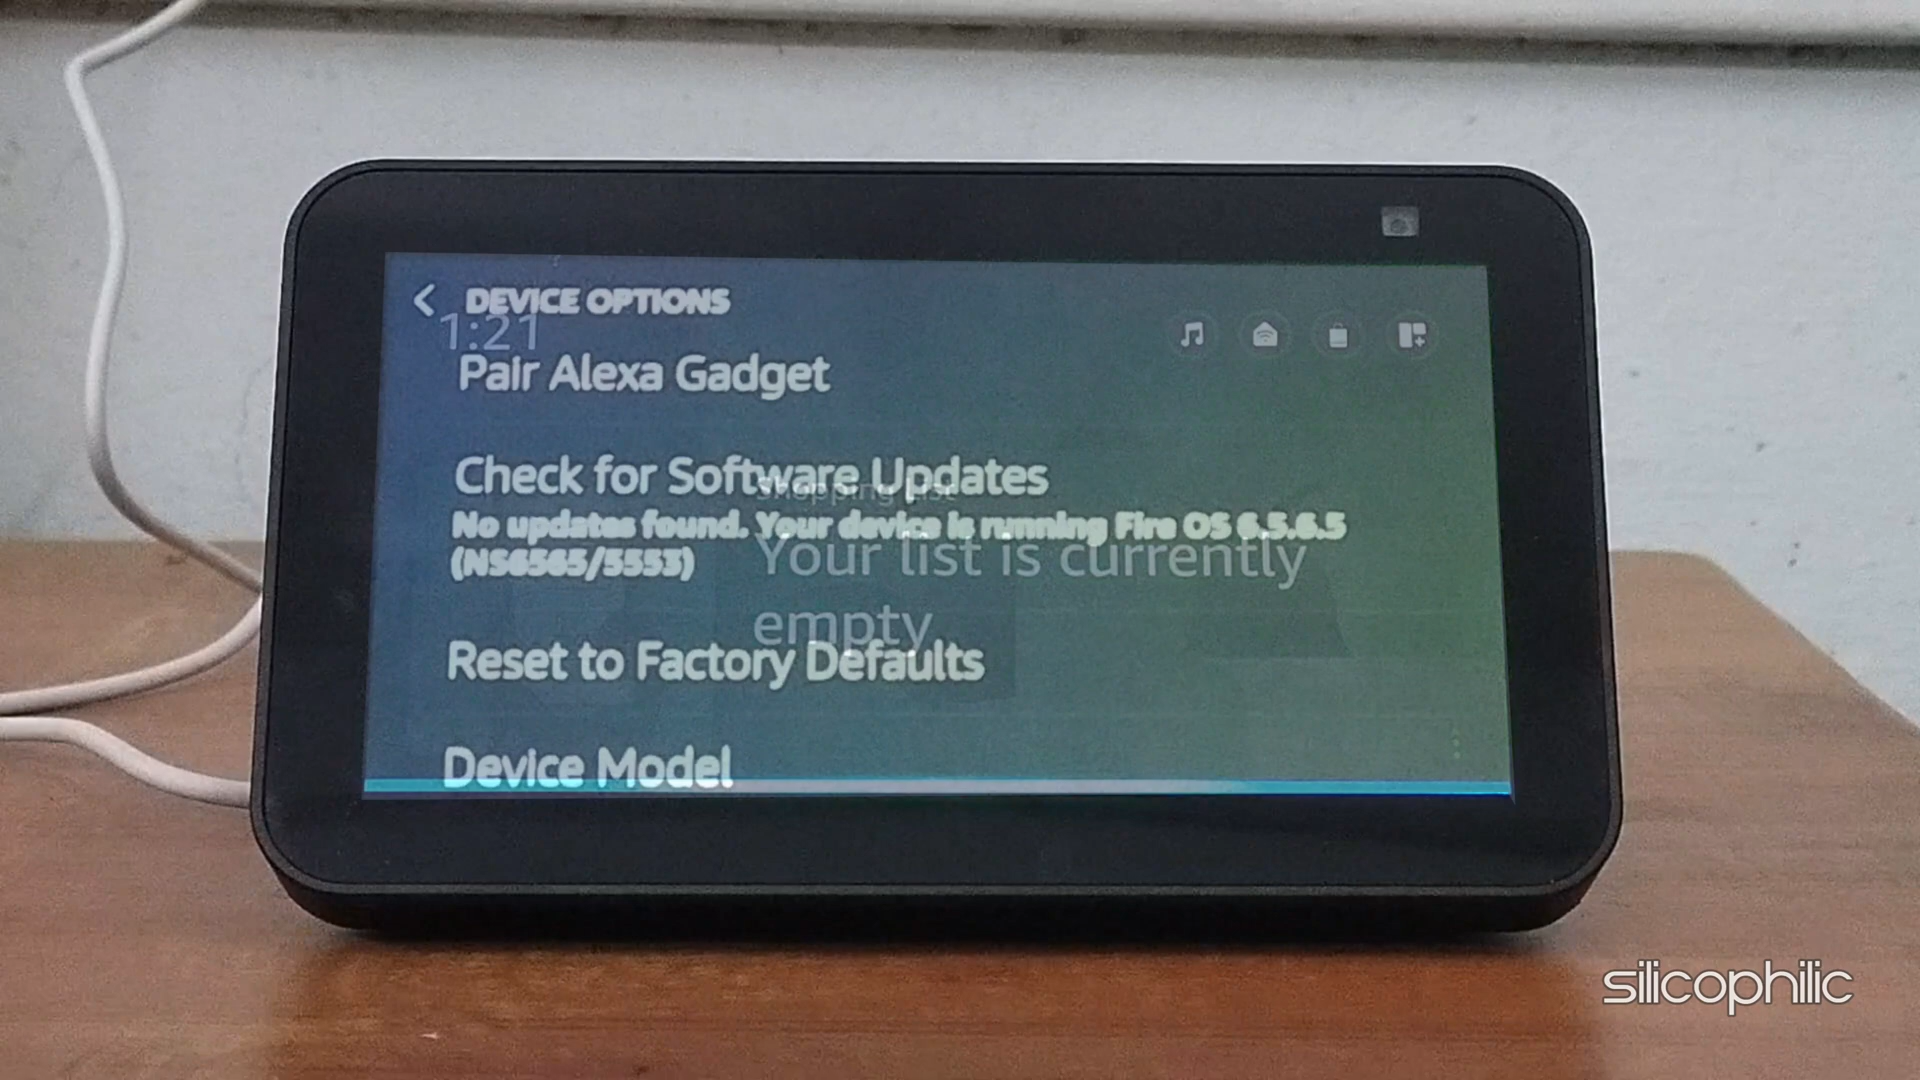 DEVICE OPTIONS
1:21
Pair Alexa Gadget
Check for Software Updates
Shopping List
No updates found. Your device is running Fire OS 6.5.6.5
(NS6565/5553)
Your list is currently
empty
Reset to Factory Defaults
Device Model
silicophilic